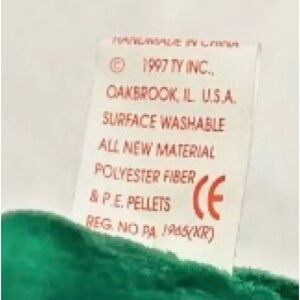 HANDMADE IN CHINA
© 1997 TY INC.,
OAKBROOK, IL. U.S.A.
SURFACE WASHABLE
ALL NEW MATERIAL
POLYESTER FIBER
& P.E. PELLETS CE
REG. NO PA. 1965(KR)